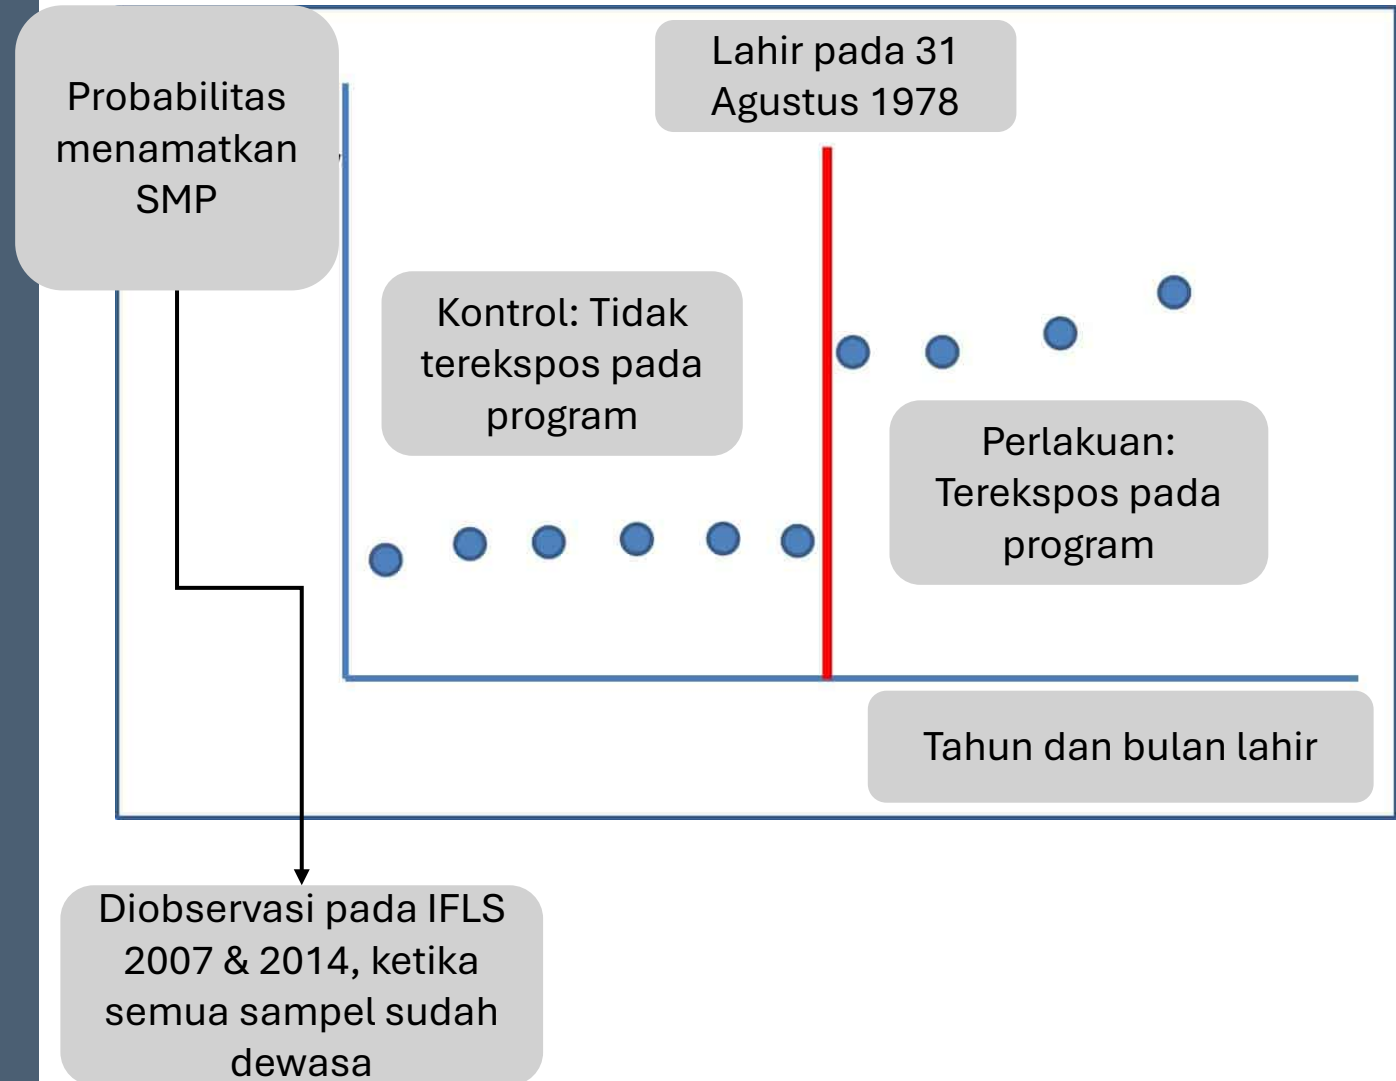 Probabilitas
menamatkan
SMP
Lahir pada 31
Agustus 1978
Kontrol: Tidak
terekspos pada
program
Perlakuan:
Terekspos pada
program
Tahun dan bulan lahir
Diobservasi pada IFLS
2007 & 2014, ketika
semua sampel sudah
dewasa